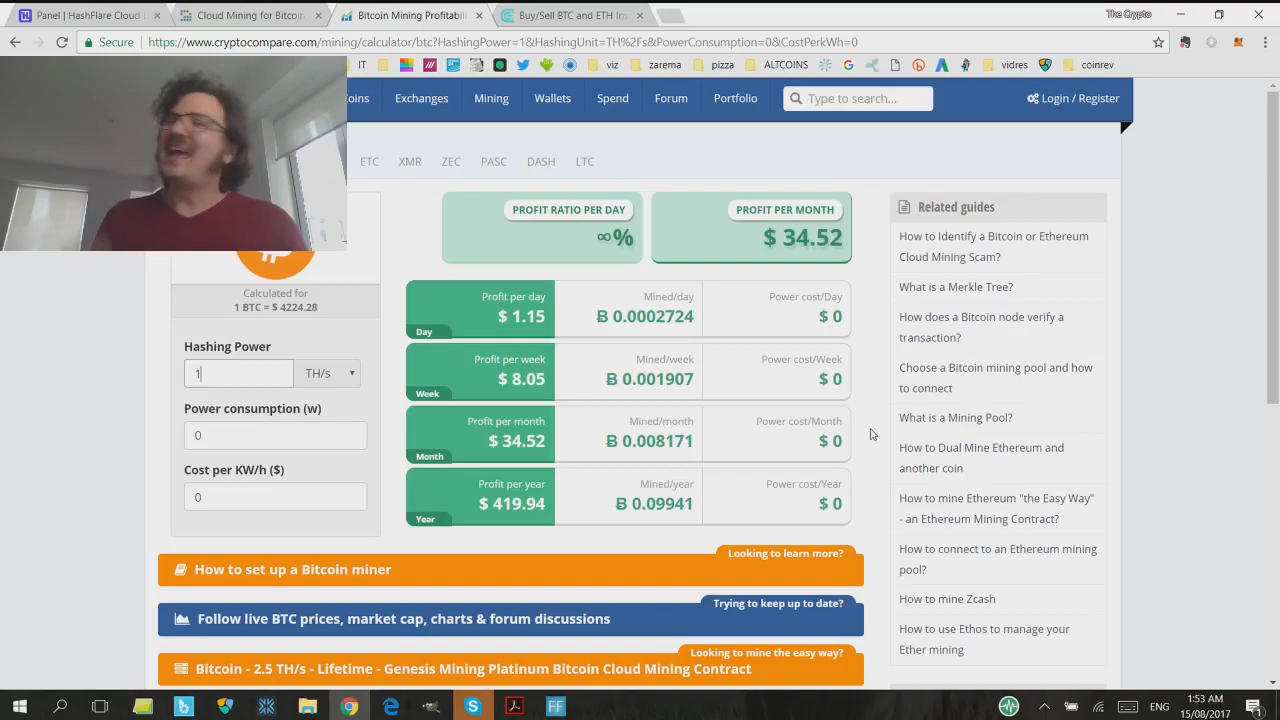 Panel | HashFlare Cloud
Cloud Mining for Bitcoin
Bitcoin Mining Profitabil
Buy/Sell BTC and ETH Ins
The Crypto
Secure
https://www.cryptocompare.com/mining/calculator/btc?HashingPower=1&HashingUnit=TH%2Fs&PowerConsumption=0&CostPerkWh=0
IT
viz
zarema
pizza
ALTCOINS
vidres
coinrev
Coins
Exchanges
Mining
Wallets
Spend
Forum
Portfolio
Type to search...
Login / Register
ETC
XMR
ZEC
PASC
DASH
LTC
Calculated for
1 BTC = $ 4224.28
Hashing Power
1
TH/s
Power consumption (w)
0
Cost per KW/h ($)
0
PROFIT RATIO PER DAY
∞%
PROFIT PER MONTH
$ 34.52
Profit per day
$ 1.15
Day
Mined/day
Ƀ 0.0002724
Power cost/Day
$ 0
Profit per week
$ 8.05
Week
Mined/week
Ƀ 0.001907
Power cost/Week
$ 0
Profit per month
$ 34.52
Month
Mined/month
Ƀ 0.008171
Power cost/Month
$ 0
Profit per year
$ 419.94
Year
Mined/year
Ƀ 0.09941
Power cost/Year
$ 0
Looking to learn more?
How to set up a Bitcoin miner
Trying to keep up to date?
Follow live BTC prices, market cap, charts & forum discussions
Looking to mine the easy way?
Bitcoin - 2.5 TH/s - Lifetime - Genesis Mining Platinum Bitcoin Cloud Mining Contract
Related guides
How to Identify a Bitcoin or Ethereum
Cloud Mining Scam?
What is a Merkle Tree?
How does a Bitcoin node verify a
transaction?
Choose a Bitcoin mining pool and how
to connect
What is a Mining Pool?
How to Dual Mine Ethereum and
another coin
How to mine Ethereum "the Easy Way"
- an Ethereum Mining Contract?
How to connect to an Ethereum mining
pool?
How to mine Zcash
How to use Ethos to manage your
Ether mining
FF
ENG
1:53 AM
15/08/2017